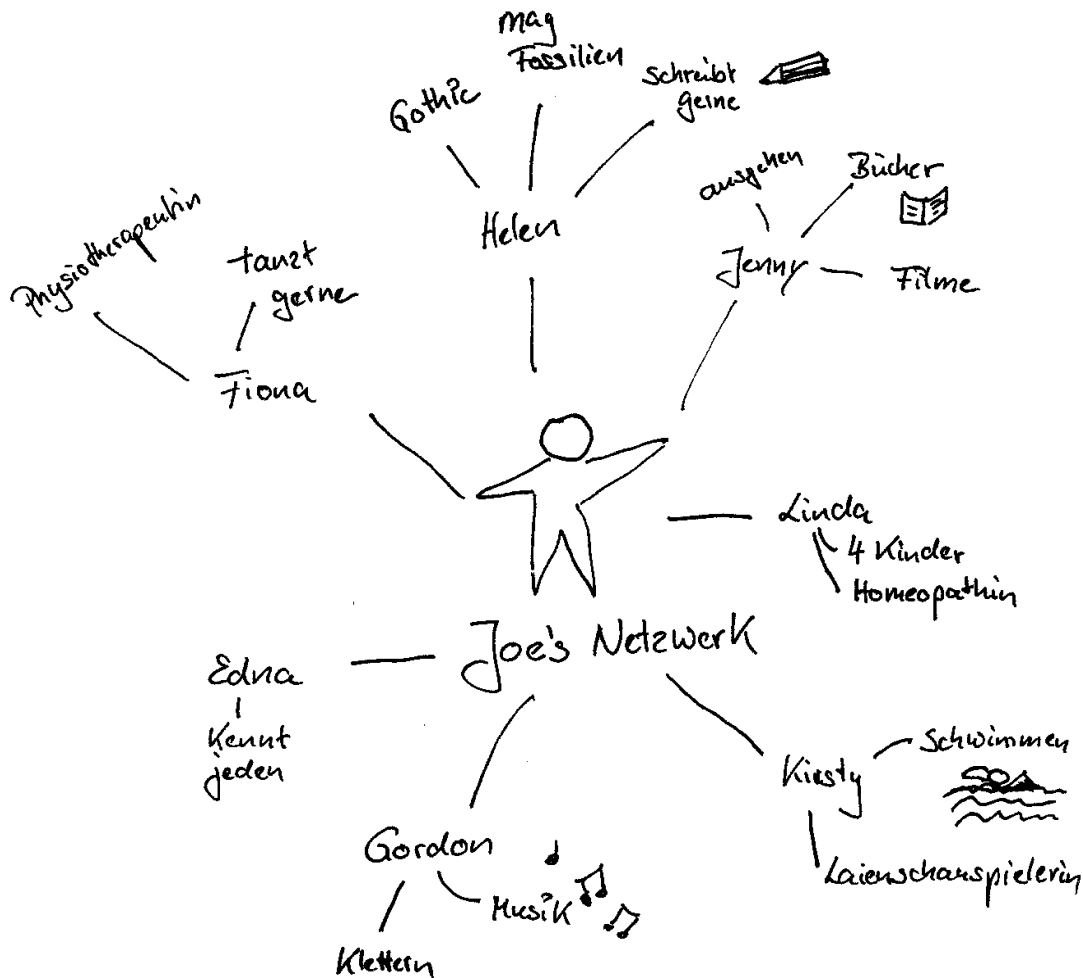 mag
Fossilien
Schreibt
gerne
Gothic
Helen
ausgehen
Bücher
Jenny
Filme
Physiotherapeutin
tanzt
gerne
Fiona
Linda
4 Kinder
Homeopathin
Joe's Netzwerk
Edna
Kennt
jeden
Kirsty
Schwimmen
Laienschauspielerin
Gordon
Musik
Klettern